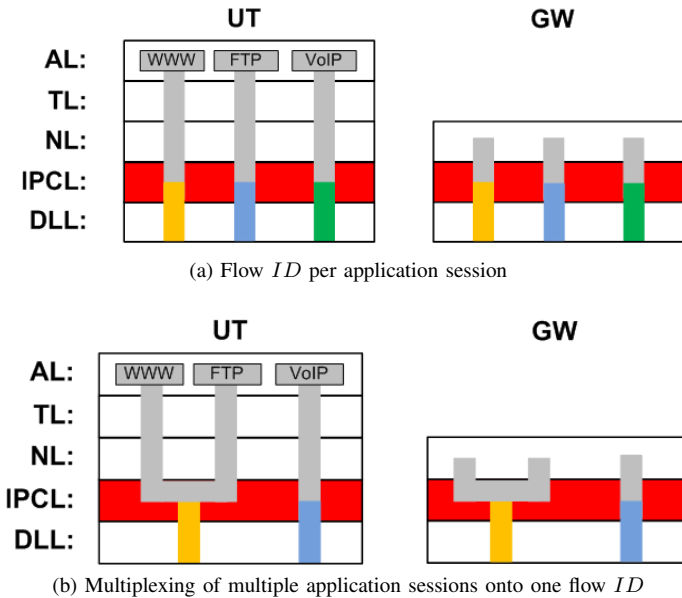 UT GW
AL: WWW FTP VoIP
TL:
NL:
IPCL:
DLL:
(a) Flow ID per application session
UT GW
AL: WWW FTP VoIP
TL:
NL:
IPCL:
DLL:
(b) Multiplexing of multiple application sessions onto one flow ID